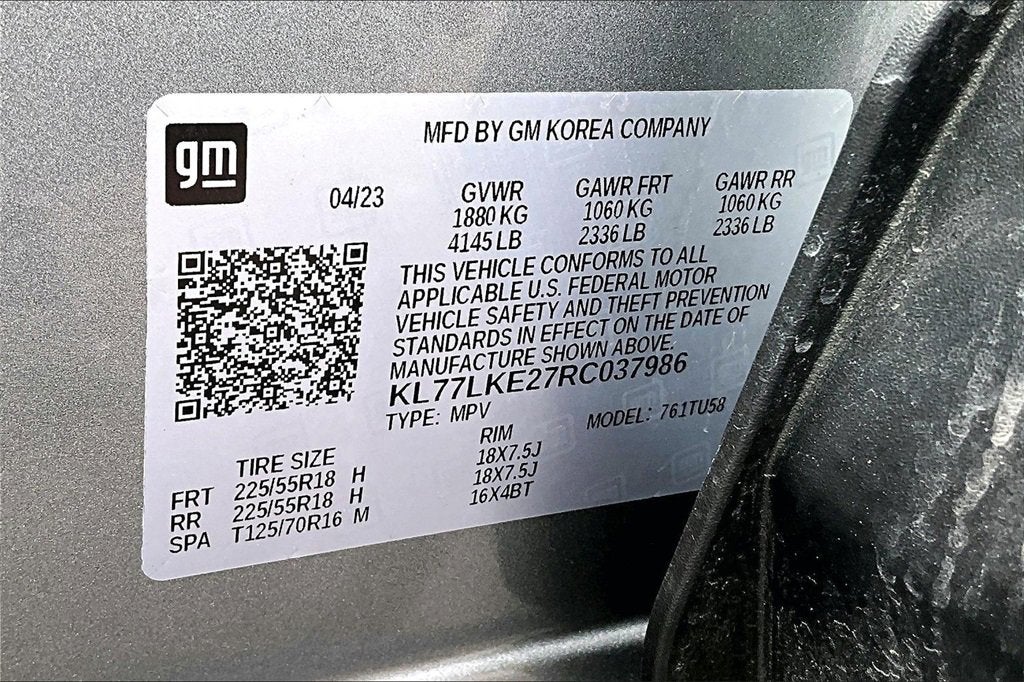 gm
MFD BY GM KOREA COMPANY
04/23 GVWR GAWR FRT GAWR RR
1880 KG 1060 KG 1060 KG
4145 LB 2336 LB 2336 LB
THIS VEHICLE CONFORMS TO ALL
APPLICABLE U.S. FEDERAL MOTOR
VEHICLE SAFETY AND THEFT PREVENTION
STANDARDS IN EFFECT ON THE DATE OF
MANUFACTURE SHOWN ABOVE.
KL77LKE27RC037986
TYPE: MPV MODEL: 761TU58
TIRE SIZE RIM
FRT 225/55R18 H 18X7.5J
RR 225/55R18 H 18X7.5J
SPA T125/70R16 M 16X4BT